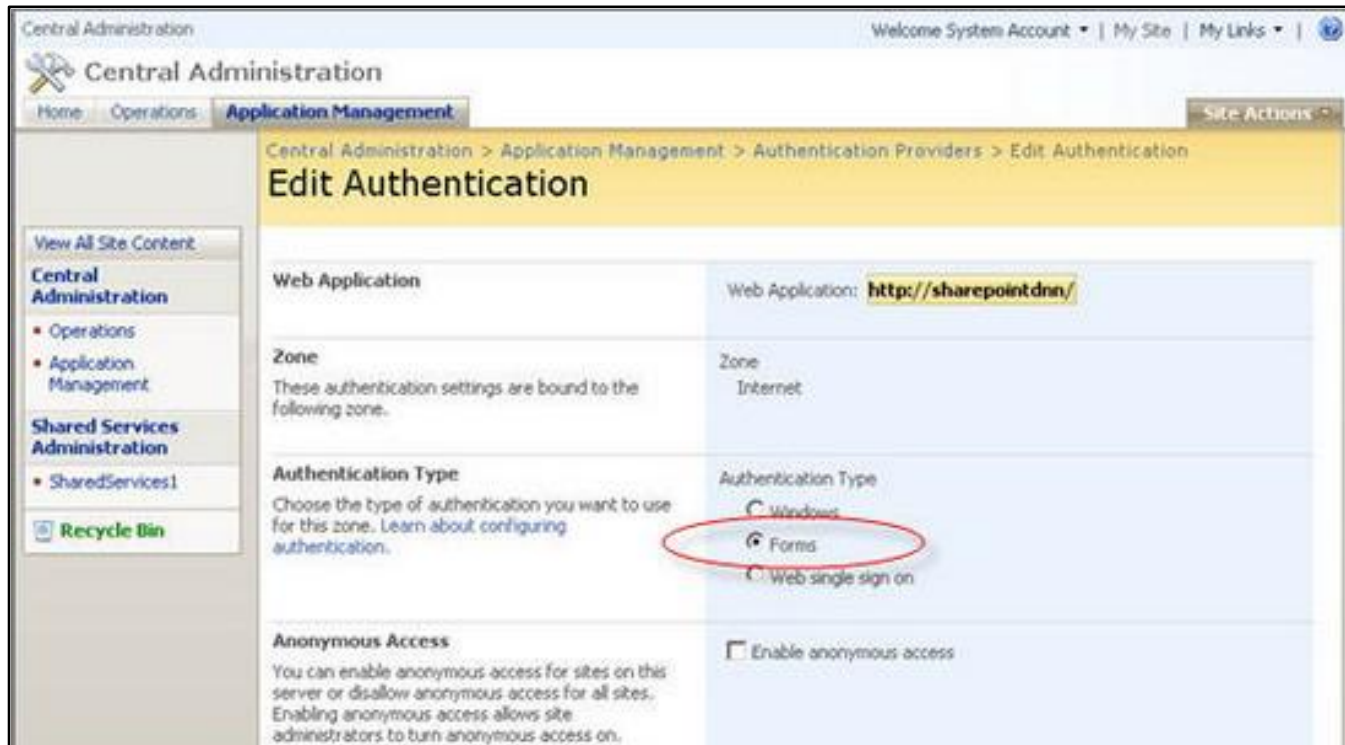 Central Administration
Welcome System Account | My Site | My Links |
Central Administration
Home Operations Application Management
Site Actions
Central Administration > Application Management > Authentication Providers > Edit Authentication
Edit Authentication
View All Site Content
Central
Administration
Operations
Application
Management
Shared Services
Administration
SharedServices1
Recycle Bin
Web Application
Web Application: http://sharepointdnn/
Zone
These authentication settings are bound to the
following zone.
Zone
Internet
Authentication Type
Choose the type of authentication you want to use
for this zone. Learn about configuring
authentication.
Authentication Type
Windows
Forms
Web single sign on
Anonymous Access
You can enable anonymous access for sites on this
server or disallow anonymous access for all sites.
Enabling anonymous access allows site
administrators to turn anonymous access on.
Enable anonymous access